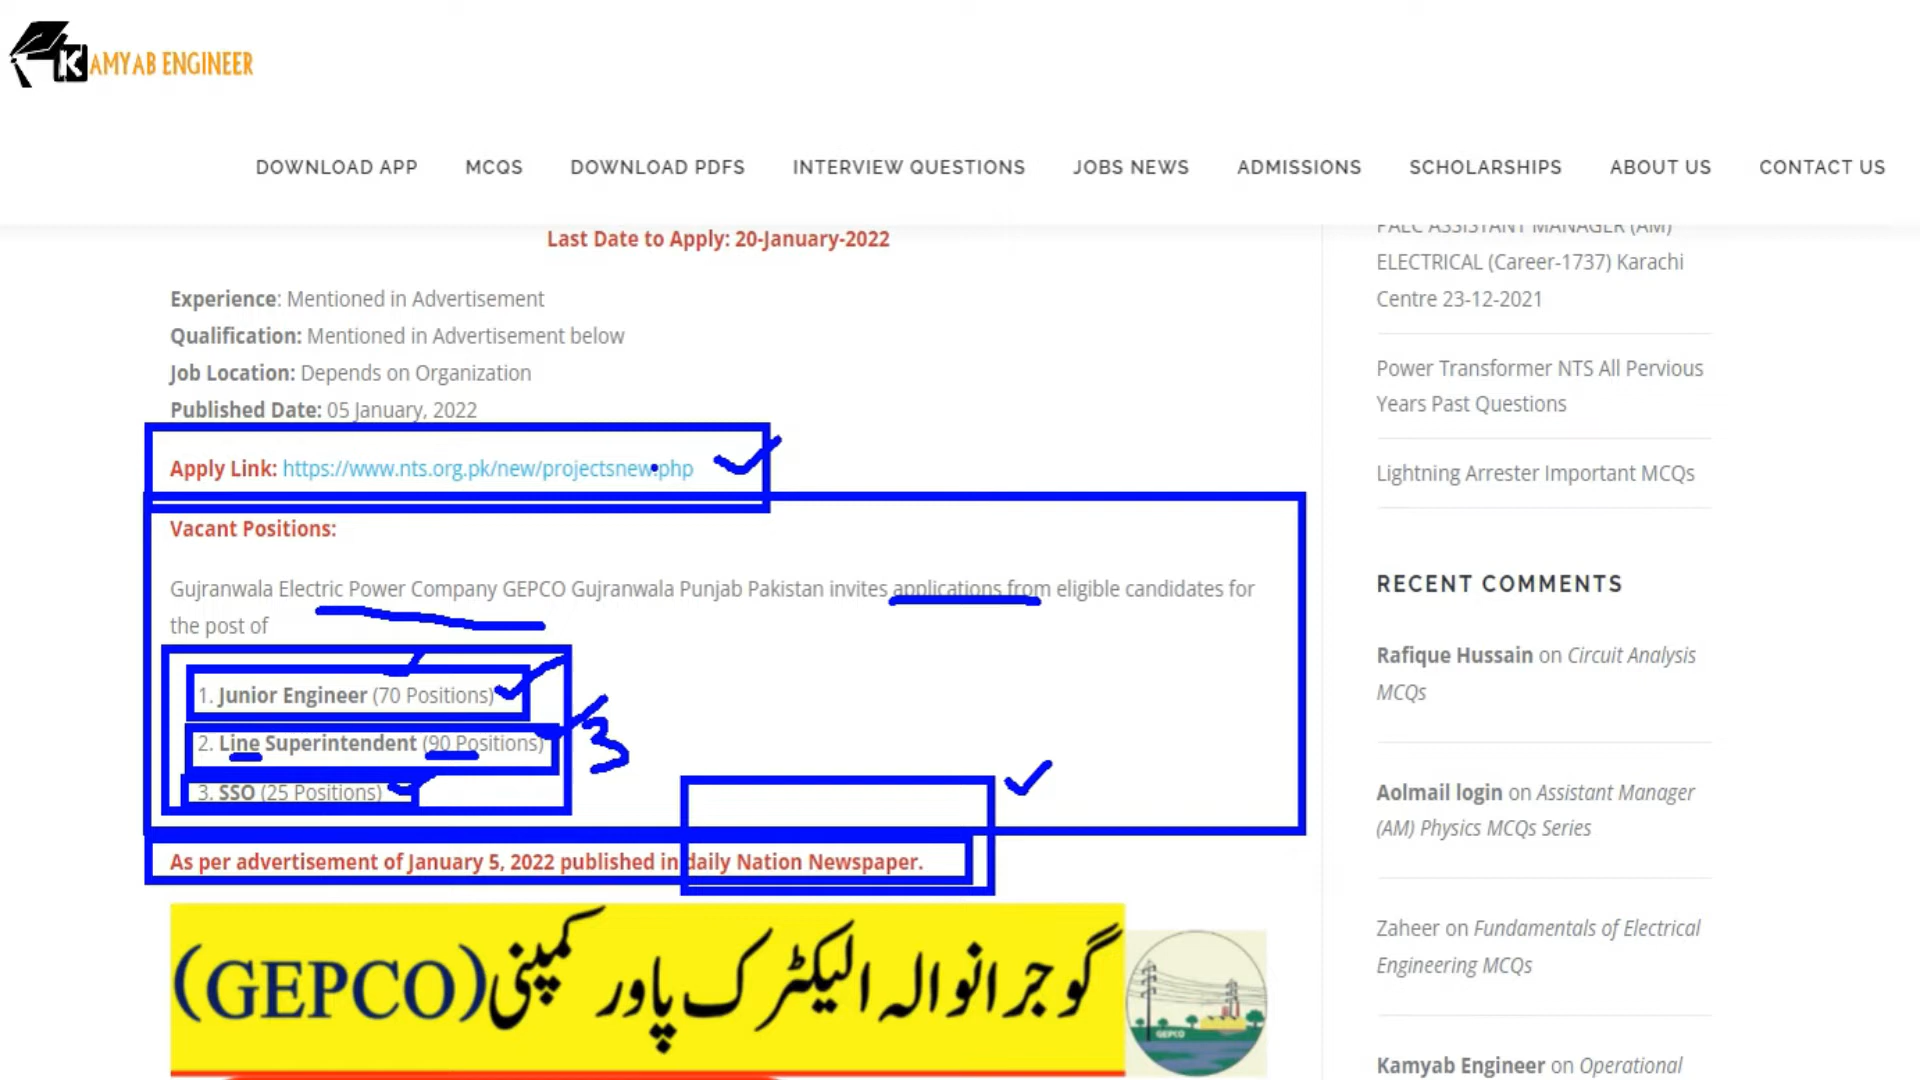 KAMYAB ENGINEER
DOWNLOAD APP MCQS DOWNLOAD PDFS INTERVIEW QUESTIONS JOBS NEWS ADMISSIONS SCHOLARSHIPS ABOUT US CONTACT US
Last Date to Apply: 20-January-2022
Experience: Mentioned in Advertisement
Qualification: Mentioned in Advertisement below
Job Location: Depends on Organization
Published Date: 05 January, 2022
Apply Link: https://www.nts.org.pk/new/projectsnew.php
Vacant Positions:
Gujranwala Electric Power Company GEPCO Gujranwala Punjab Pakistan invites applications from eligible candidates for
the post of
1. Junior Engineer (70 Positions)
2. Line Superintendent (90 Positions)
3. SSO (25 Positions)
3
As per advertisement of January 5, 2022 published in daily Nation Newspaper.
گوجرانوالہ الیکٹرک پاور کمپنی (GEPCO)
GEPCO
PAEC ASSISTANT MANAGER (AM)
ELECTRICAL (Career-1737) Karachi
Centre 23-12-2021
Power Transformer NTS All Pervious
Years Past Questions
Lightning Arrester Important MCQs
RECENT COMMENTS
Rafique Hussain on Circuit Analysis
MCQs
Aolmail login on Assistant Manager
(AM) Physics MCQs Series
Zaheer on Fundamentals of Electrical
Engineering MCQs
Kamyab Engineer on Operational